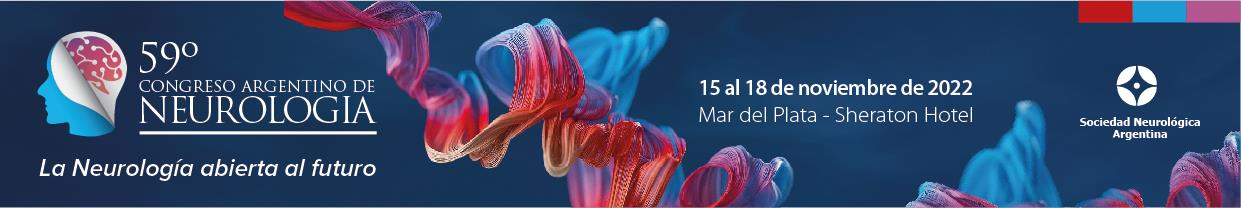 59º
CONGRESO ARGENTINO DE
NEUROLOGIA
La Neurología abierta al futuro
15 al 18 de noviembre de 2022
Mar del Plata - Sheraton Hotel
Sociedad Neurológica
Argentina